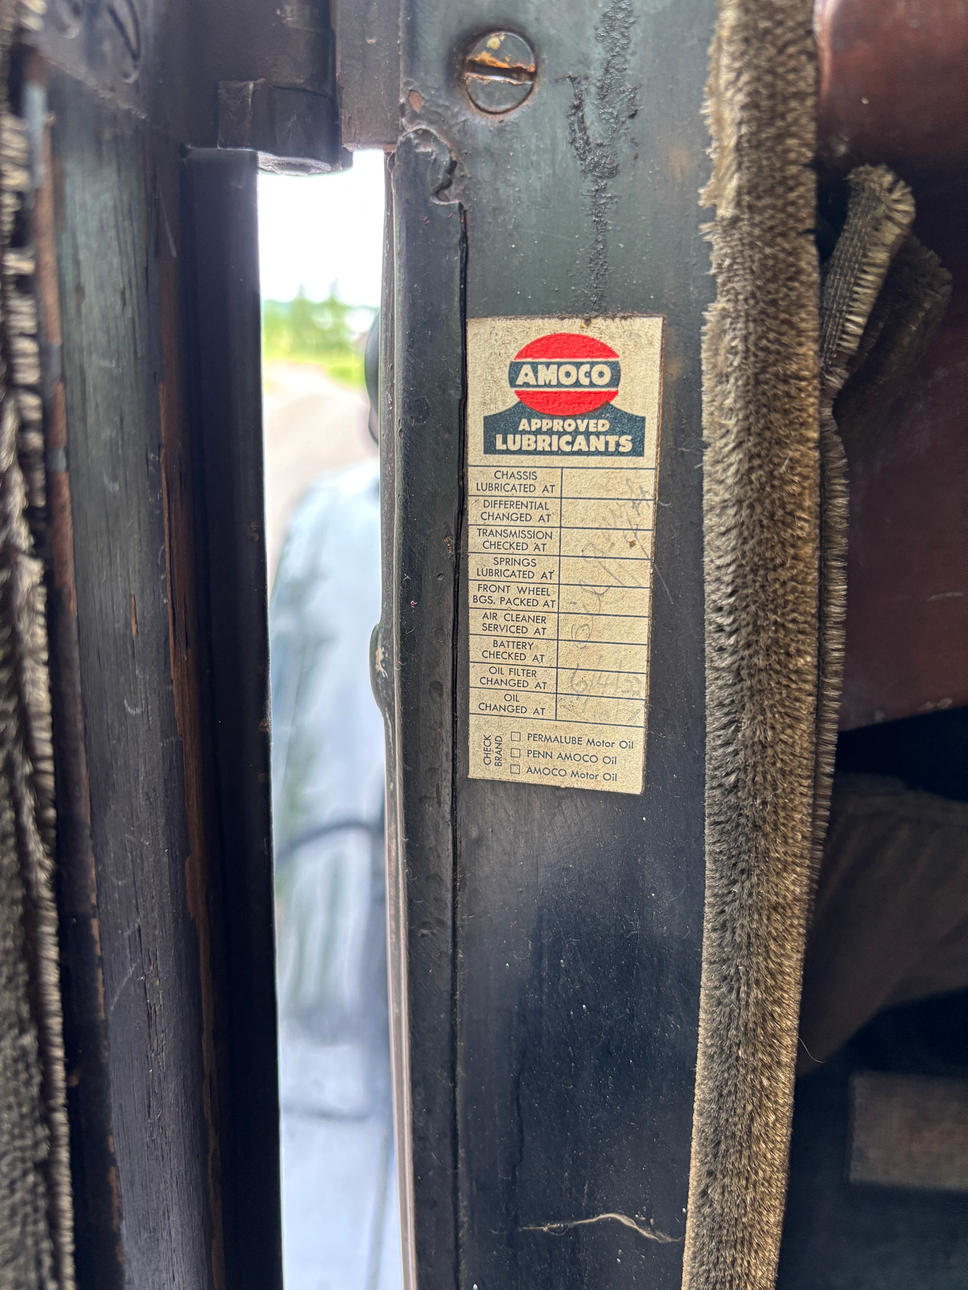 AMOCO
APPROVED
LUBRICANTS
CHASSIS
LUBRICATED AT
DIFFERENTIAL
CHANGED AT
TRANSMISSION
CHECKED AT
SPRINGS
LUBRICATED AT
FRONT WHEEL
BGS. PACKED AT
AIR CLEANER
SERVICED AT
BATTERY
CHECKED AT
OIL FILTER
CHANGED AT
OIL
CHANGED AT
CHECK
BRAND
PERMALUBE Motor Oil
PENN AMOCO Oil
AMOCO Motor Oil